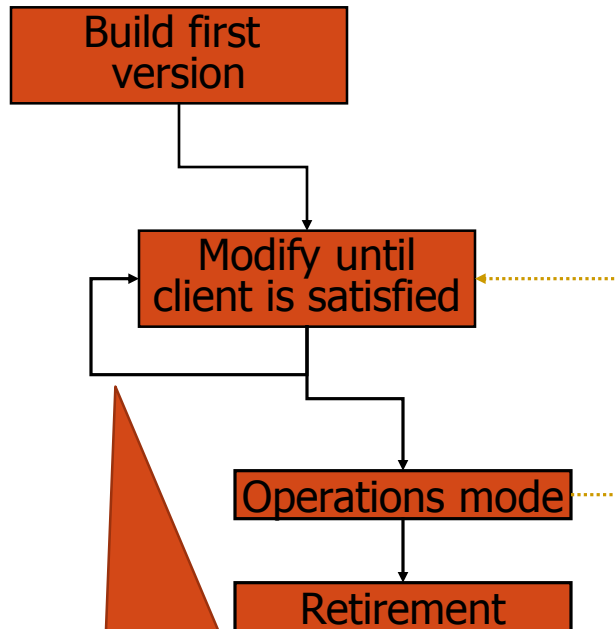 Build first
version
Modify until
client is satisfied
Operations mode
Retirement